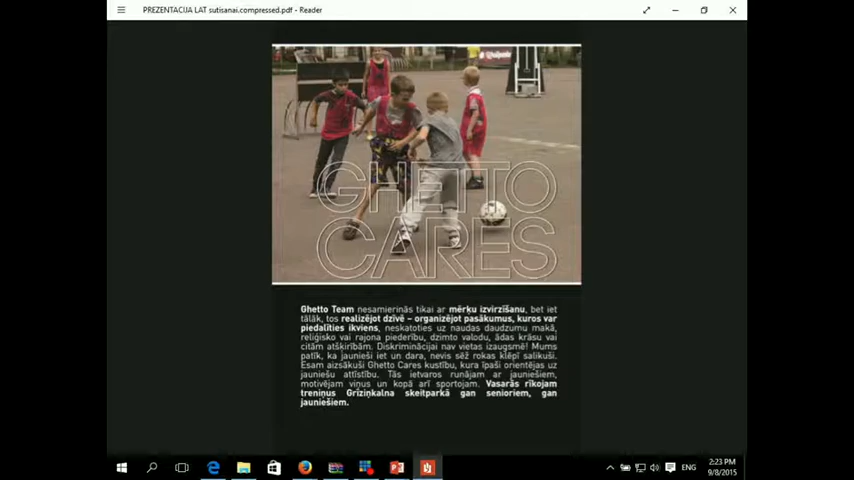 PREZENTACIJA LAT sutisanai.compressed.pdf - Reader
GHETTO
CARES
Ghetto Team nesamierinās tikai ar mērķu izvirzīšanu, bet iet
tālāk, tos realizējot dzīvē – organizējot pasākumus, kuros var
piedalīties ikviens, neskatoties uz naudas daudzumu makā,
reliģisko vai rajona piederību, dzimto valodu, ādas krāsu vai
citām atšķirībām. Diskriminācijai nav vietas izaugsmē! Mums
patīk, ka jaunieši iet un dara, nevis sēž rokas klēpī salikuši.
Esam aizsākuši Ghetto Cares kustību, kura īpaši orientējas uz
jauniešu attīstību. Tās ietvaros runājam ar jauniešiem,
motivējam viņus un kopā arī sportojam. Vasarās rīkojam
treniņus Grīziņkalna skeitparkā gan senioriem, gan
jauniešiem.
ENG
2:23 PM
9/8/2015